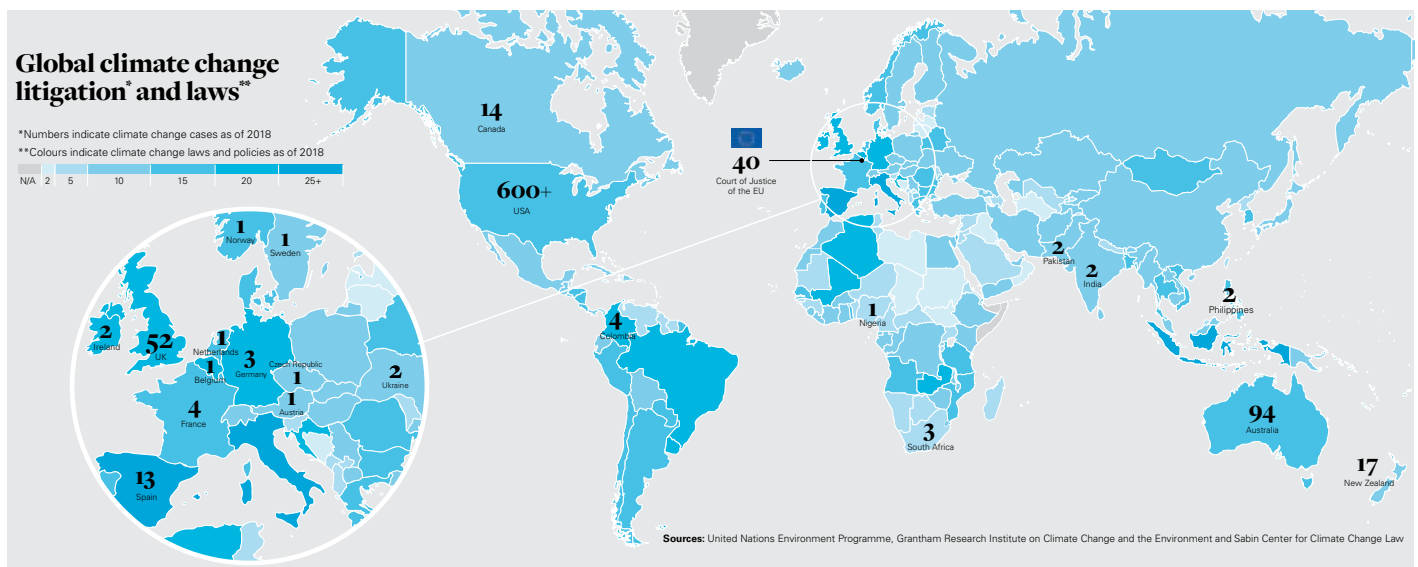 Global climate change
litigation* and laws**
*Numbers indicate climate change cases as of 2018
**Colours indicate climate change laws and policies as of 2018
N/A 2 5 10 15 20 25+
14
Canada
600+
USA
40
Court of Justice
of the EU
4
Colombia
1
Nigeria
3
South Africa
2
Pakistan
2
India
2
Philippines
94
Australia
17
New Zealand
1
Norway
1
Sweden
2
Ireland
52
UK
1
Netherlands
1
Belgium
3
Germany
Czech Republic
1
1
Austria
2
Ukraine
4
France
13
Spain
Sources: United Nations Environment Programme, Grantham Research Institute on Climate Change and the Environment and Sabin Center for Climate Change Law